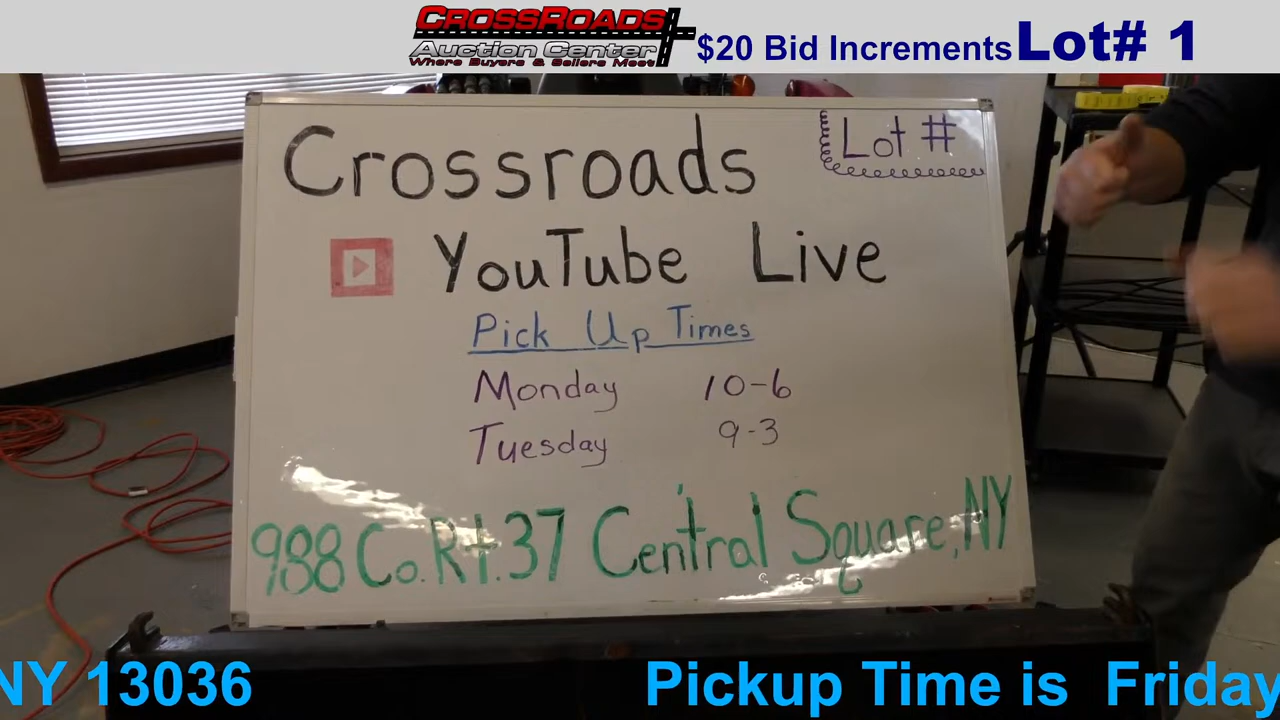 CROSSROADS
Auction Center
Where Buyers & Sellers Meet
$20 Bid Increments Lot# 1
Lot #
Crossroads
YouTube Live
Pick Up Times
Monday 10-6
Tuesday 9-3
988 Co. Rt. 37 Central Square, NY
NY 13036 Pickup Time is Friday